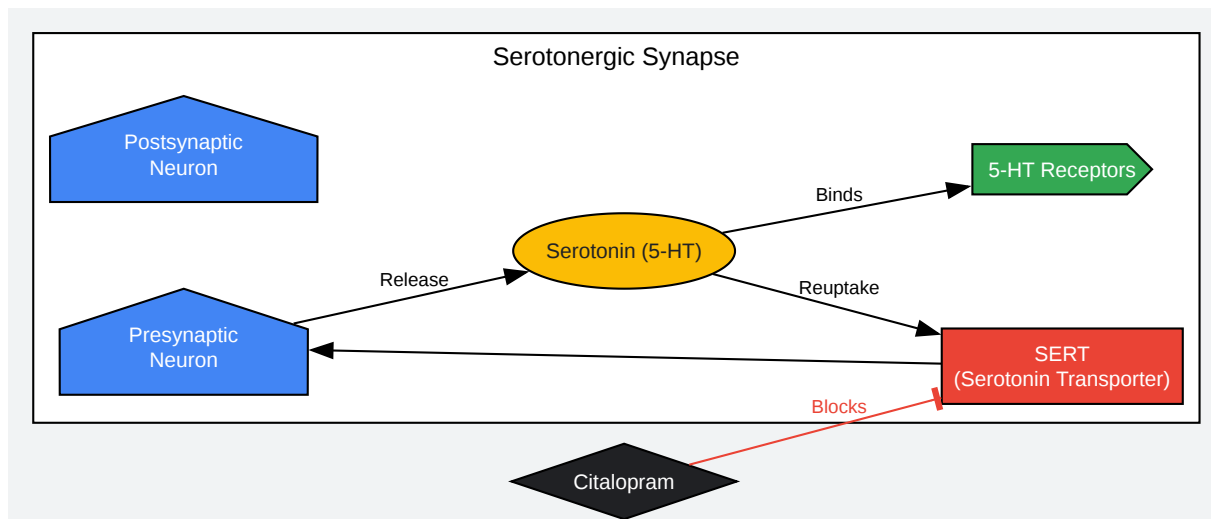 Serotonergic Synapse
Postsynaptic
Neuron
5-HT Receptors
Binds
Serotonin (5-HT)
Release
Reuptake
Presynaptic
Neuron
SERT
(Serotonin Transporter)
Blocks
Citalopram